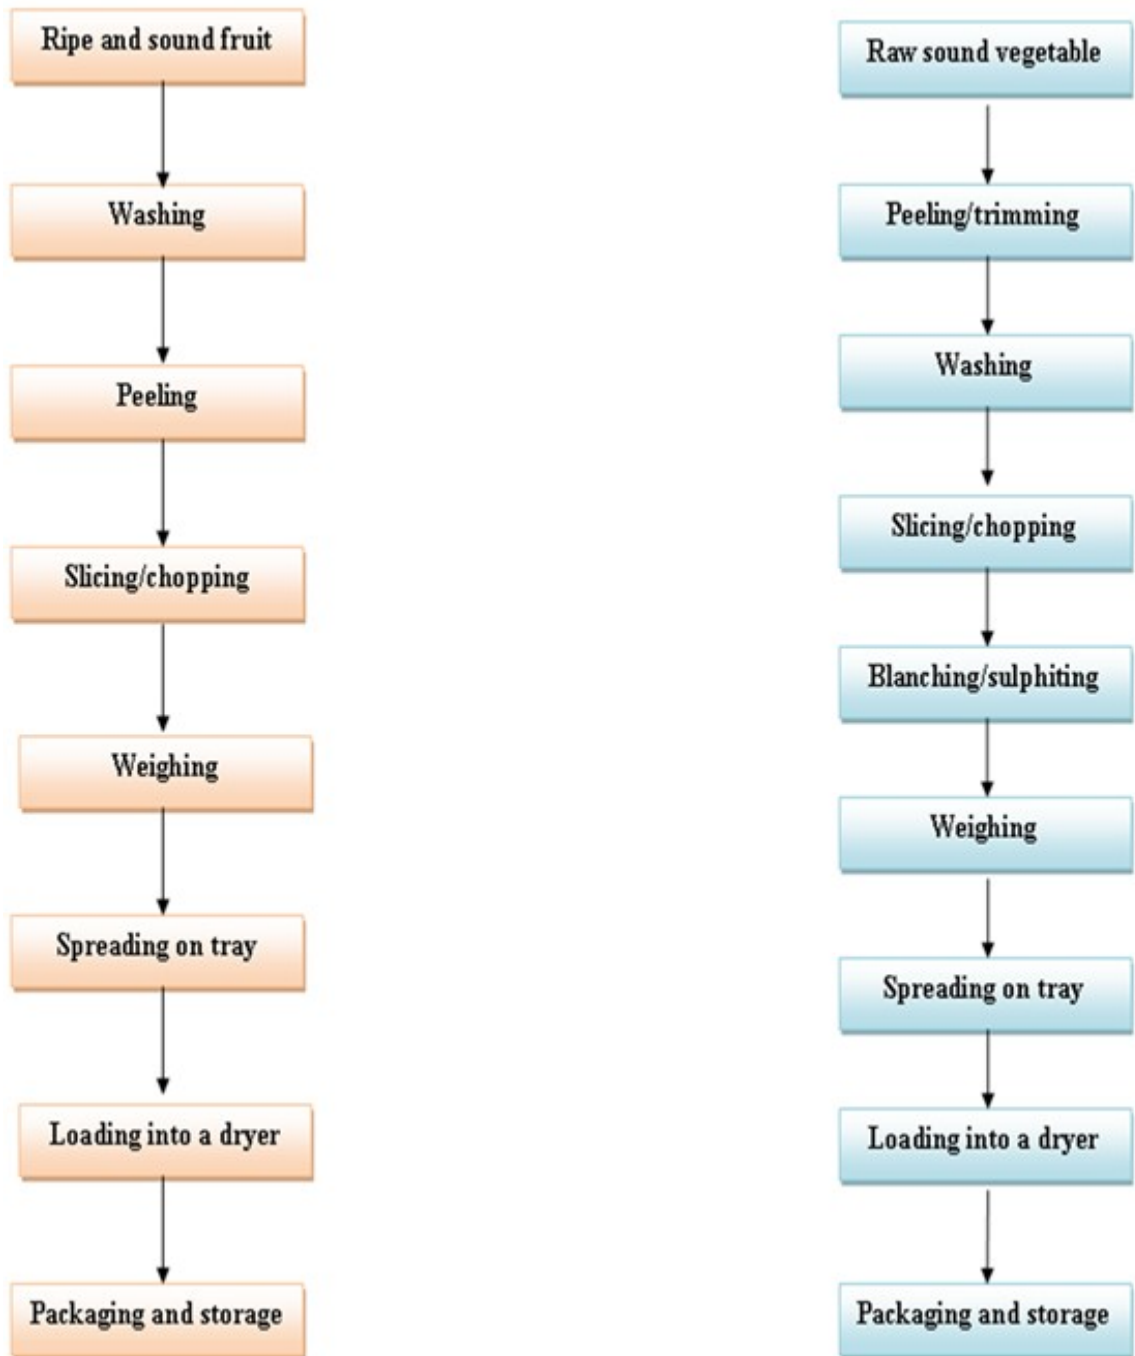 Ripe and sound fruit
Washing
Peeling
Slicing/chopping
Weighing
Spreading on tray
Loading into a dryer
Packaging and storage
Raw sound vegetable
Peeling/trimming
Washing
Slicing/chopping
Blanching/sulphiting
Weighing
Spreading on tray
Loading into a dryer
Packaging and storage